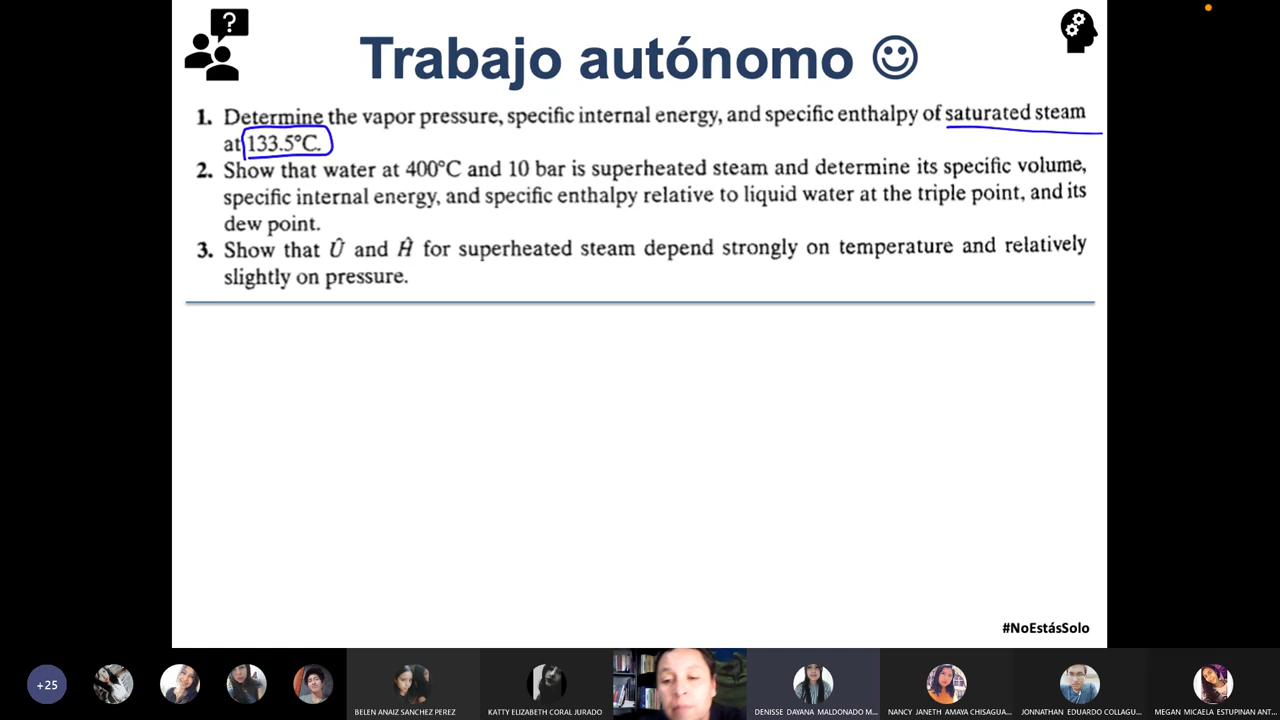 ?
Trabajo autónomo ☺
1. Determine the vapor pressure, specific internal energy, and specific enthalpy of saturated steam
at 133.5°C.
2. Show that water at 400°C and 10 bar is superheated steam and determine its specific volume,
specific internal energy, and specific enthalpy relative to liquid water at the triple point, and its
dew point.
3. Show that Û and Ĥ for superheated steam depend strongly on temperature and relatively
slightly on pressure.
#NoEstásSolo
+25
BELEN ANAIZ SANCHEZ PEREZ
KATTY ELIZABETH CORAL JURADO
DENISSE DAYANA MALDONADO M...
NANCY JANETH AMAYA CHISAGUA...
JONNATHAN EDUARDO COLLAGU...
MEGAN MICAELA ESTUPINAN ANT...